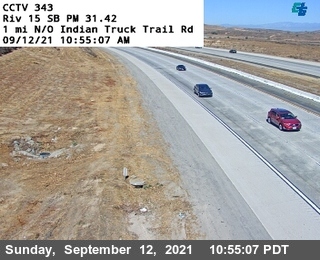 CCTV 343
Riv 15 SB PM 31.42
1 mi N/O Indian Truck Trail Rd
09/12/21 10:55:07 AM
Sunday, September 12, 2021 10:55:07 PDT